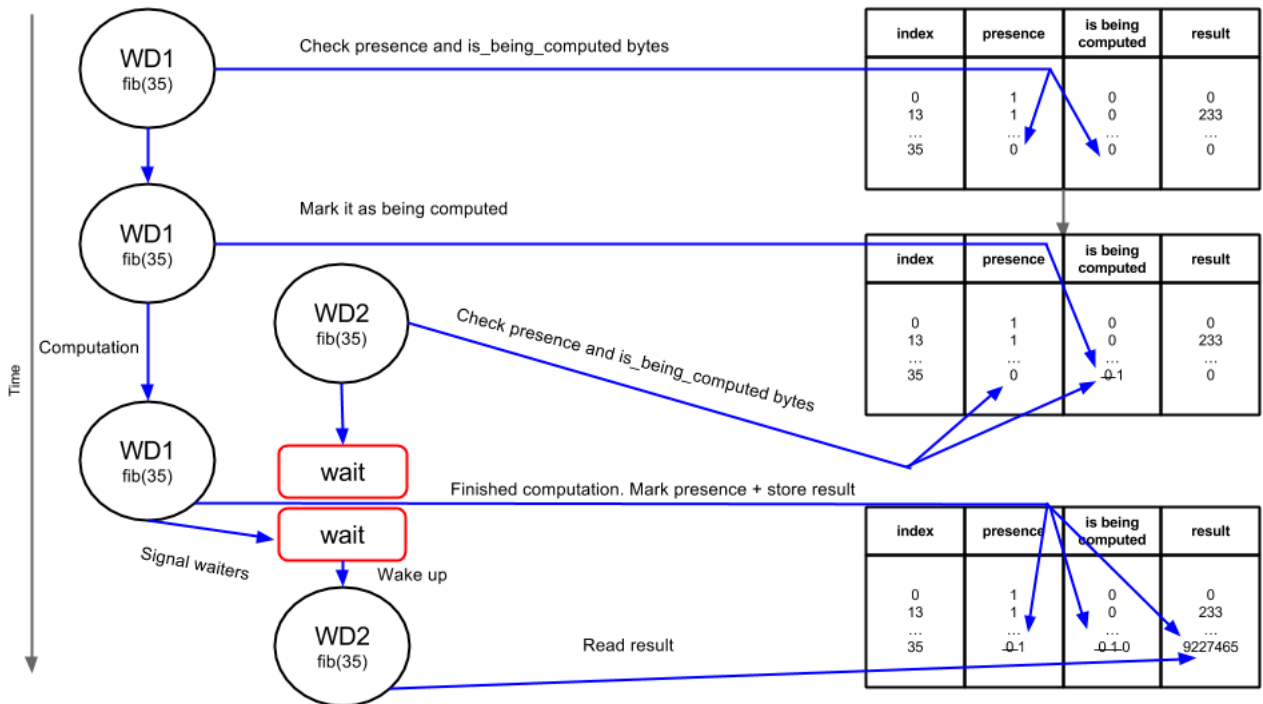 WD1
fib(35)
Check presence and is_being_computed bytes
index presence is being computed result
0 1 0 0
13 1 0 233
... ... ... ...
35 0 0 0
WD1
fib(35)
Mark it as being computed
index presence is being computed result
0 1 0 0
13 1 0 233
... ... ... ...
35 0 0 1 0
WD2
fib(35)
Check presence and is_being_computed bytes
Computation
Time
WD1
fib(35)
wait
Finished computation. Mark presence + store result
wait
Signal waiters
Wake up
index presence is being computed result
0 1 0 0
13 1 0 233
... ... ... ...
35 0 1 0 1 0 9227465
WD2
fib(35)
Read result